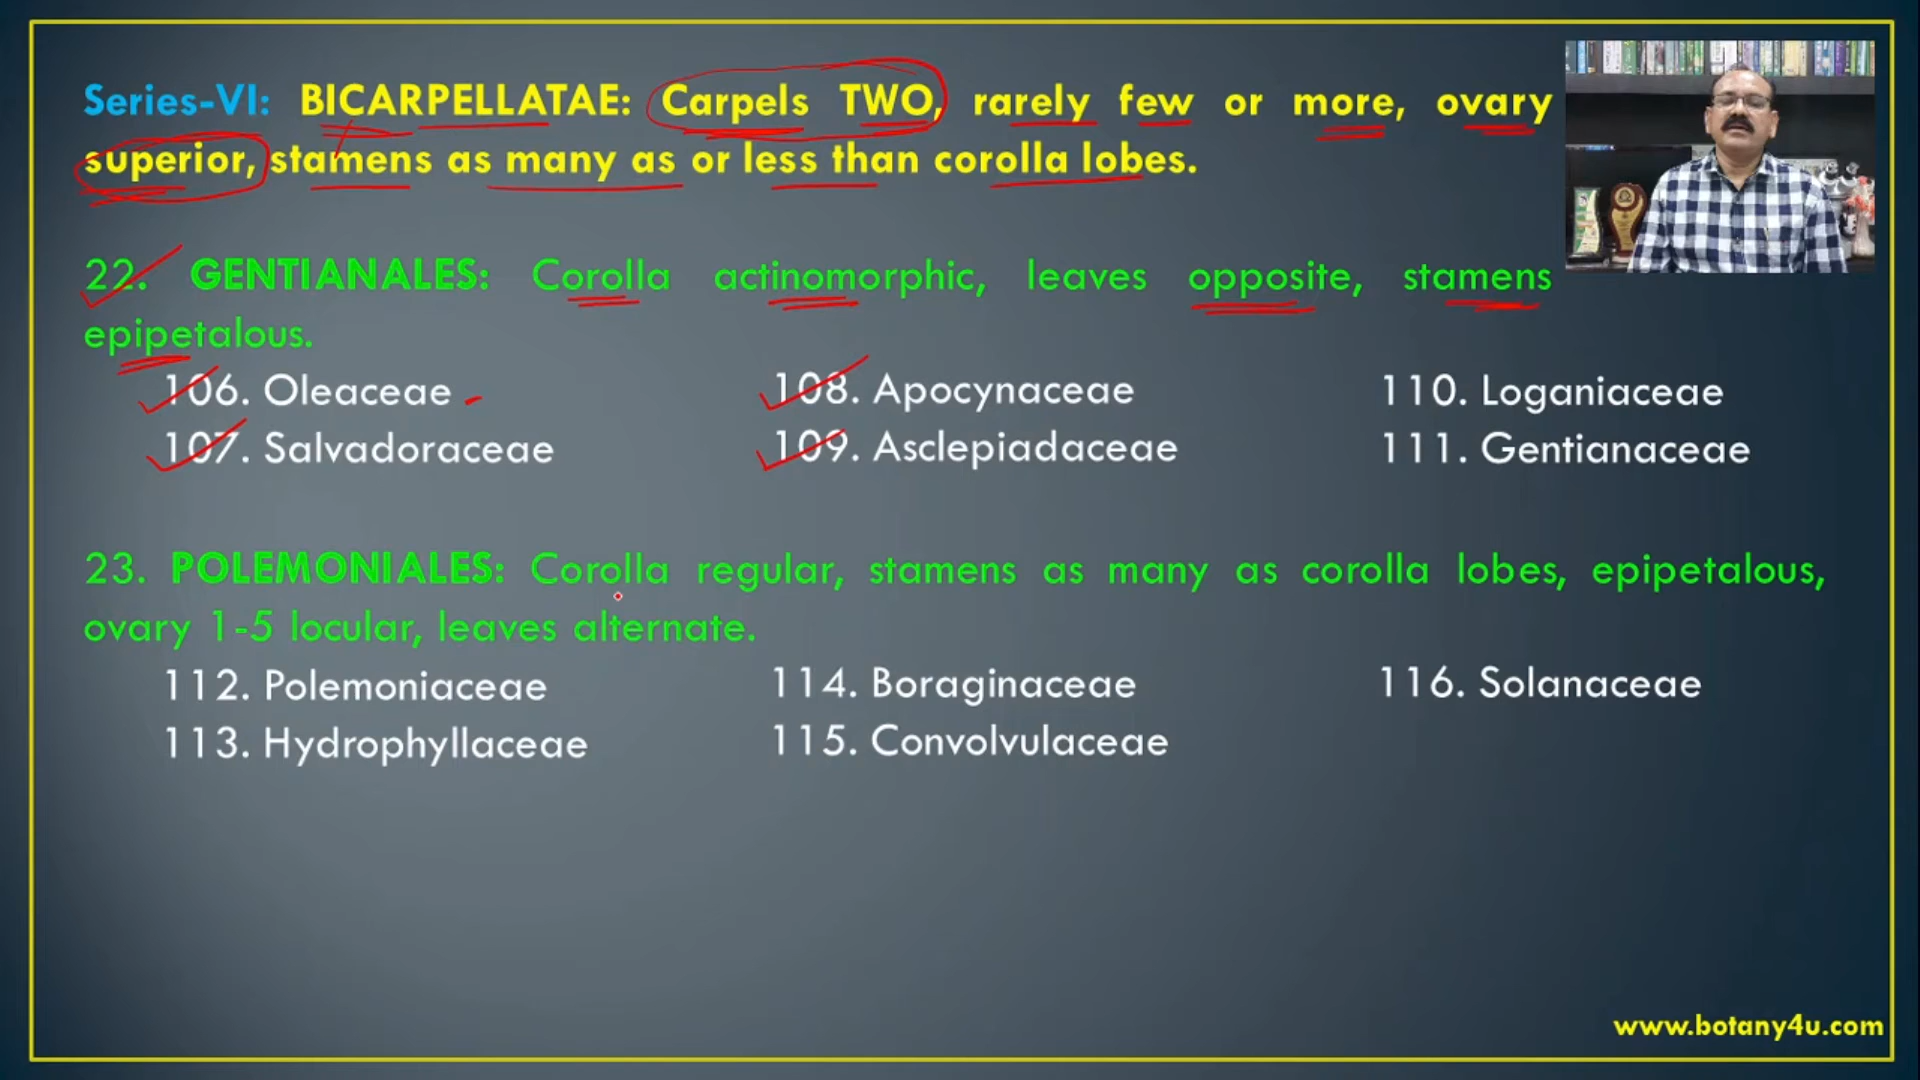 Series-VI: BICARPELLATAE: Carpels TWO, rarely few or more, ovary
superior, stamens as many as or less than corolla lobes.
22. GENTIANALES: Corolla actinomorphic, leaves opposite, stamens
epipetalous.
106. Oleaceae
107. Salvadoraceae
108. Apocynaceae
109. Asclepiadaceae
110. Loganiaceae
111. Gentianaceae
23. POLEMONIALES: Corolla regular, stamens as many as corolla lobes, epipetalous,
ovary 1-5 locular, leaves alternate.
112. Polemoniaceae
113. Hydrophyllaceae
114. Boraginaceae
115. Convolvulaceae
116. Solanaceae
www.botany4u.com